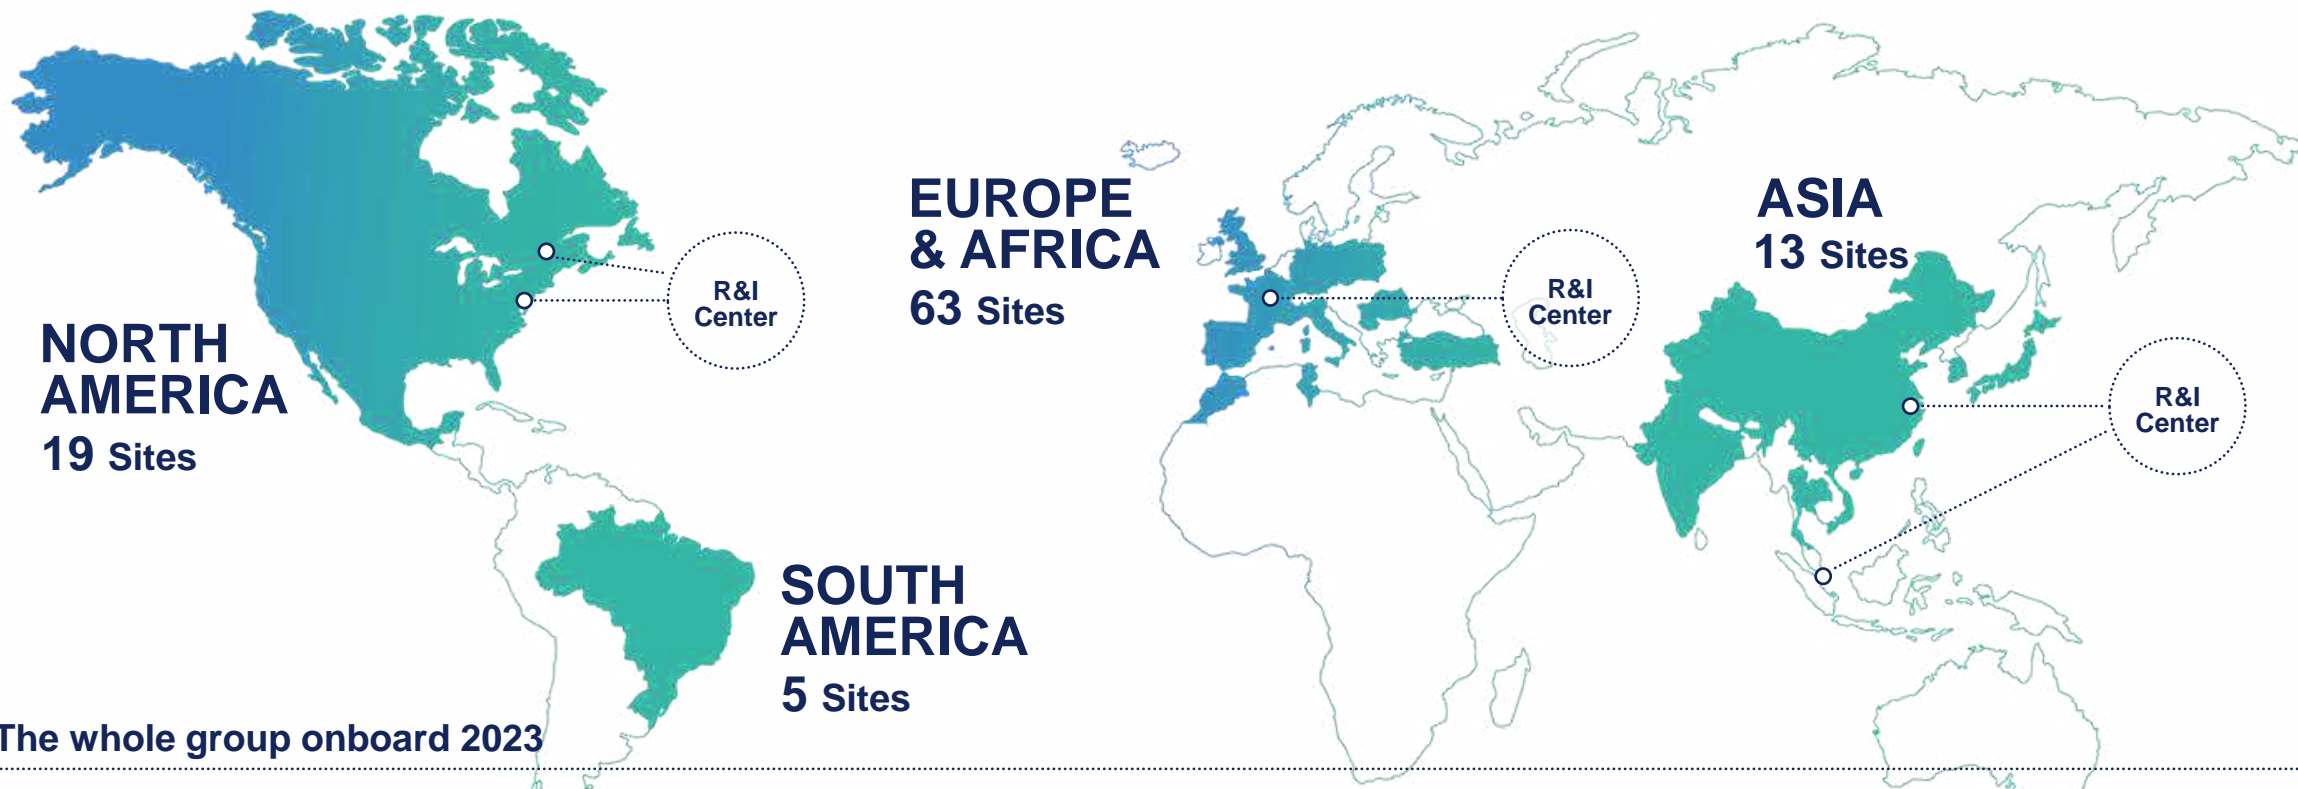 NORTH
AMERICA
19 Sites
R&I
Center
EUROPE
& AFRICA
63 Sites
R&I
Center
ASIA
13 Sites
R&I
Center
SOUTH
AMERICA
5 Sites
The whole group onboard 2023